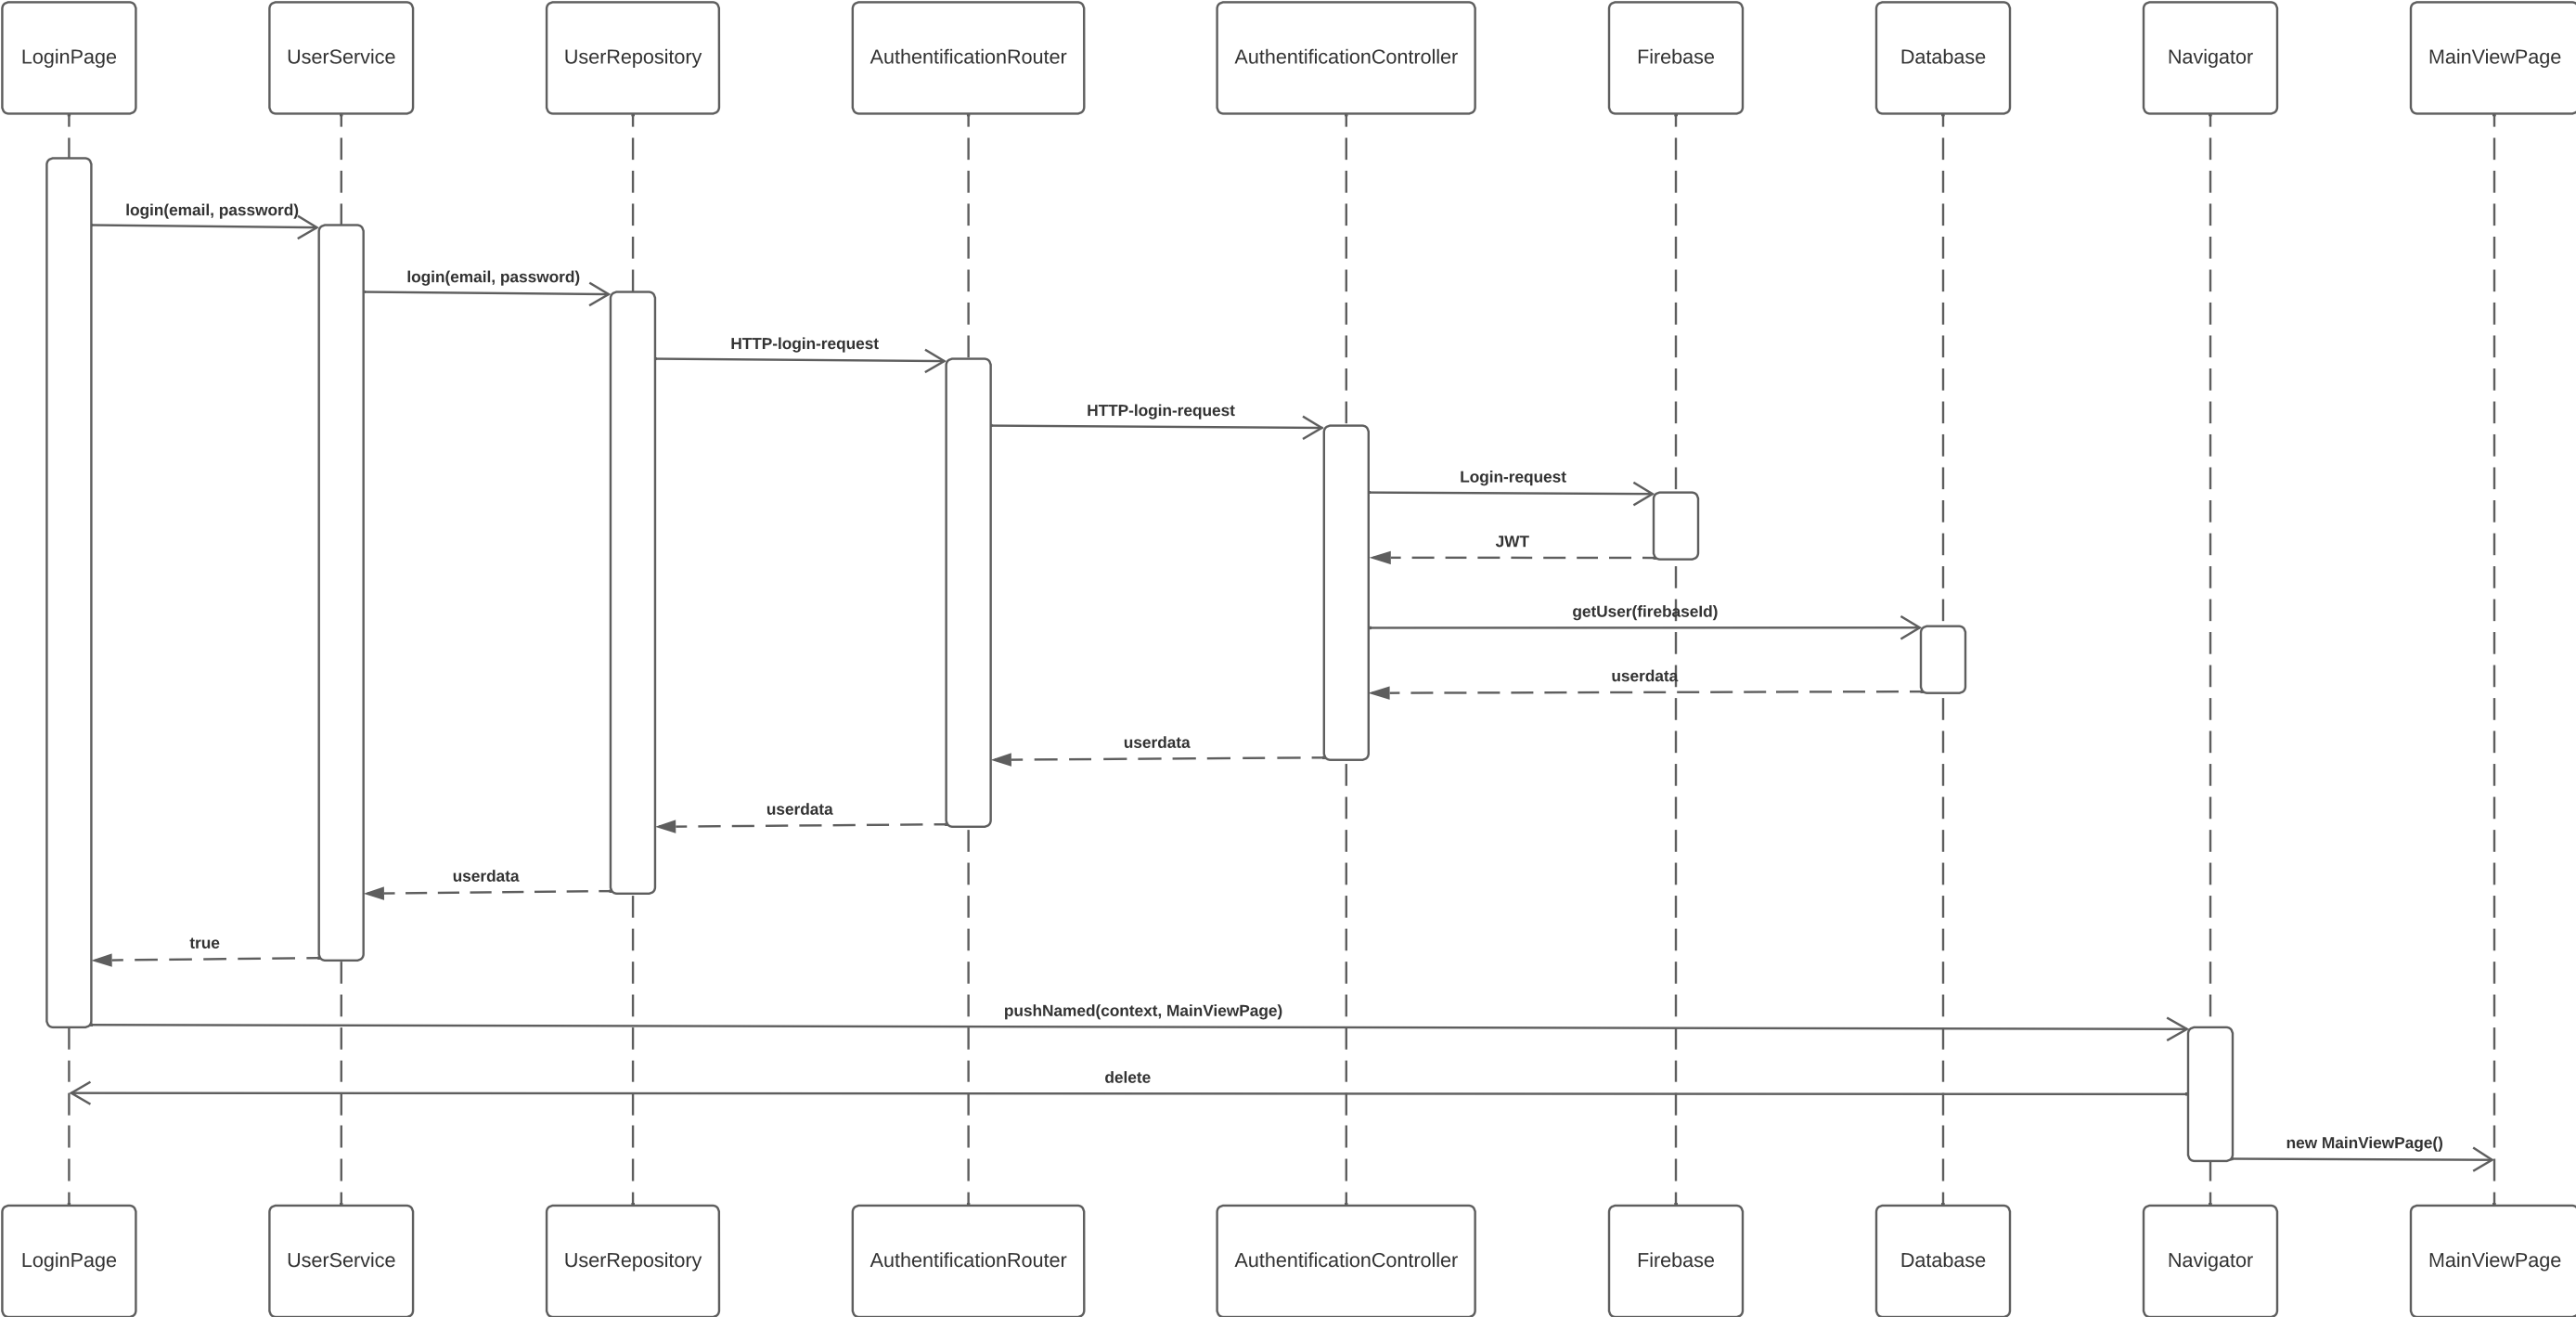 LoginPage
UserService
UserRepository
AuthentificationRouter
AuthentificationController
Firebase
Database
Navigator
MainViewPage
login(email, password)
login(email, password)
HTTP-login-request
HTTP-login-request
Login-request
JWT
getUser(firebaseId)
userdata
userdata
userdata
userdata
true
pushNamed(context, MainViewPage)
delete
new MainViewPage()
LoginPage
UserService
UserRepository
AuthentificationRouter
AuthentificationController
Firebase
Database
Navigator
MainViewPage